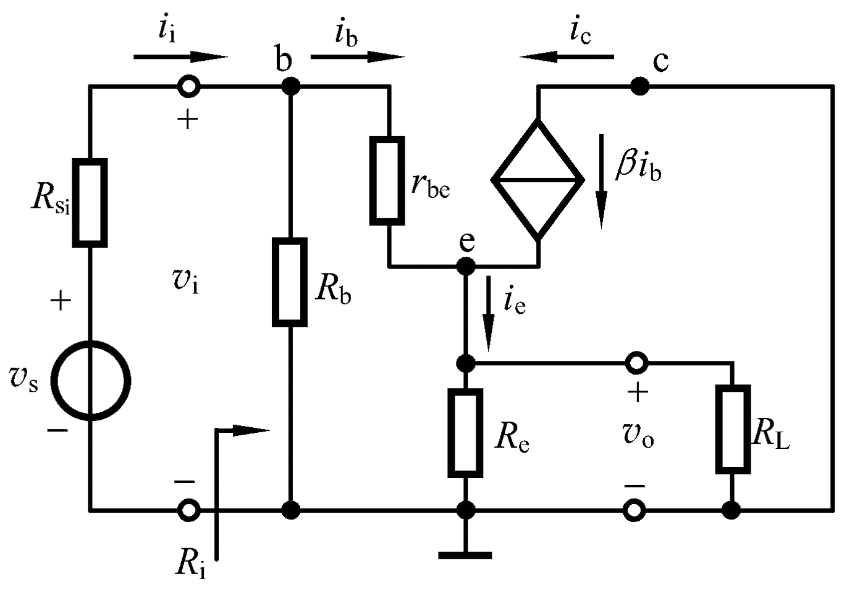 i_i
i_b
i_c
b
c
+
R_si
r_be
βi_b
e
+
v_i
R_b
i_e
v_s
+
−
R_e
v_o
R_L
−
−
R_i